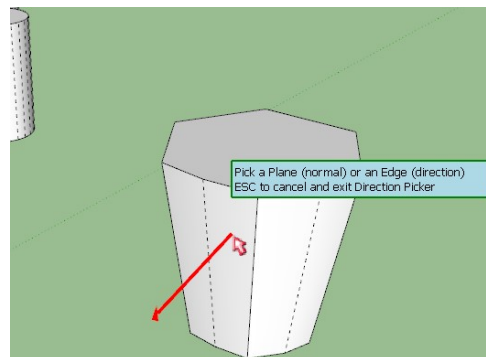 Pick a Plane (normal) or an Edge (direction)
ESC to cancel and exit Direction Picker